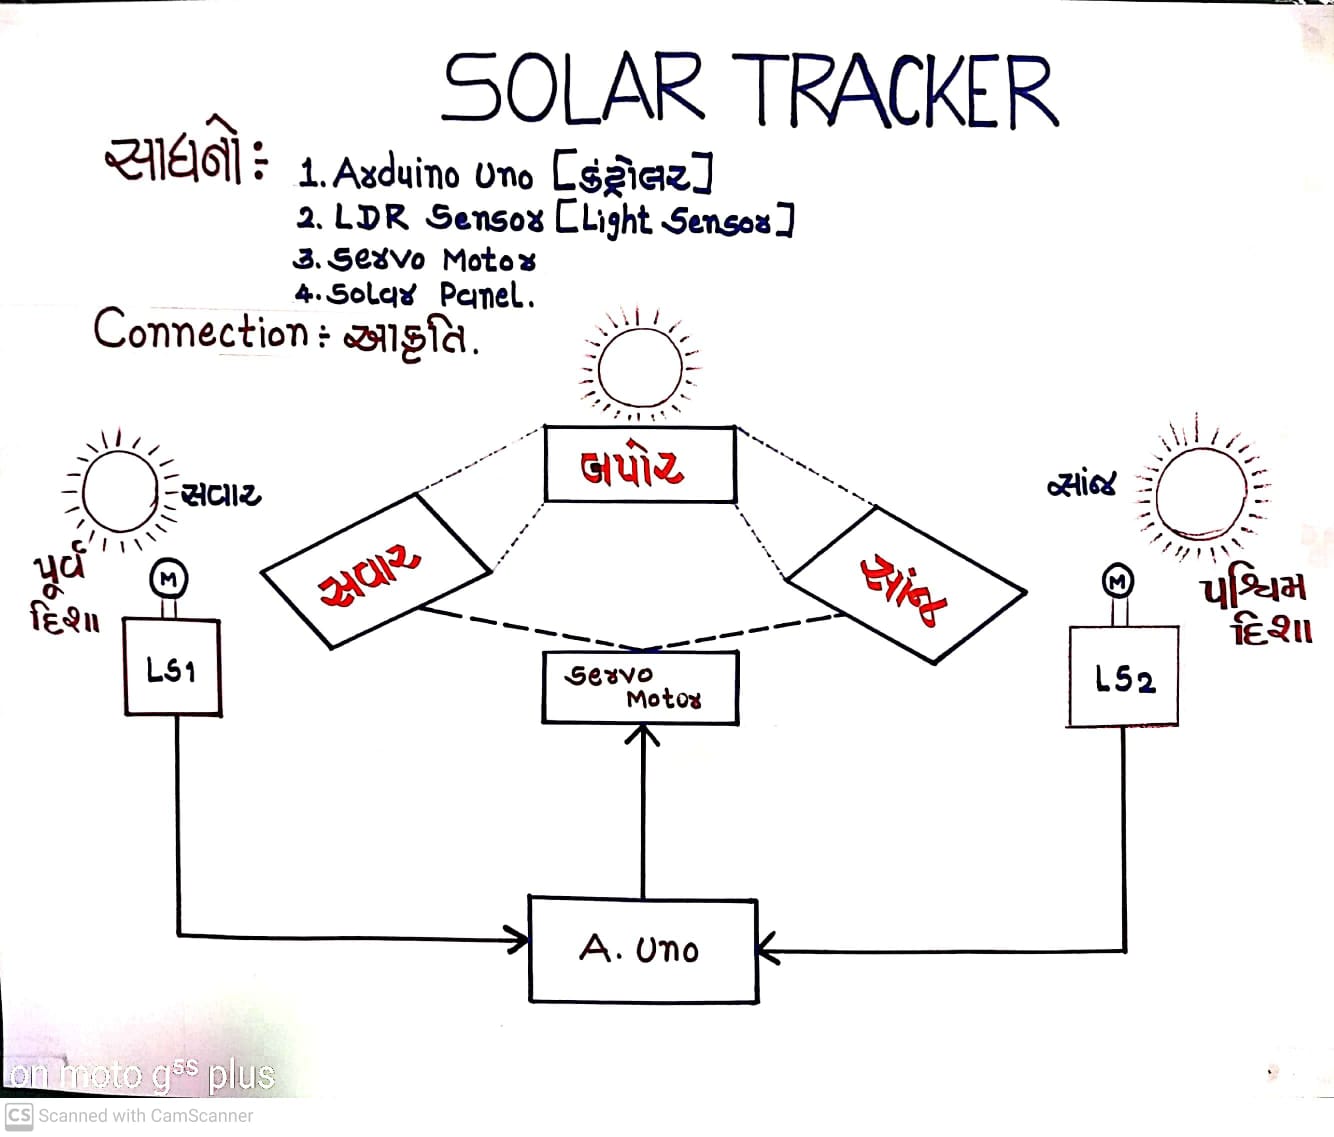 SOLAR TRACKER
સાધનો:
1. Arduino Uno [કંટ્રોલર]
2. LDR Sensor [Light Sensor]
3. Servo Motor
4. Solar Panel.
Connection: આકૃતિ.
સવાર
બપોર
સાંજ
પૂર્વ
દિશા
M
સવાર
સાંજ
M
પશ્ચિમ
દિશા
LS1
Servo
Motor
LS2
A. Uno
on moto g5s plus
CS Scanned with CamScanner